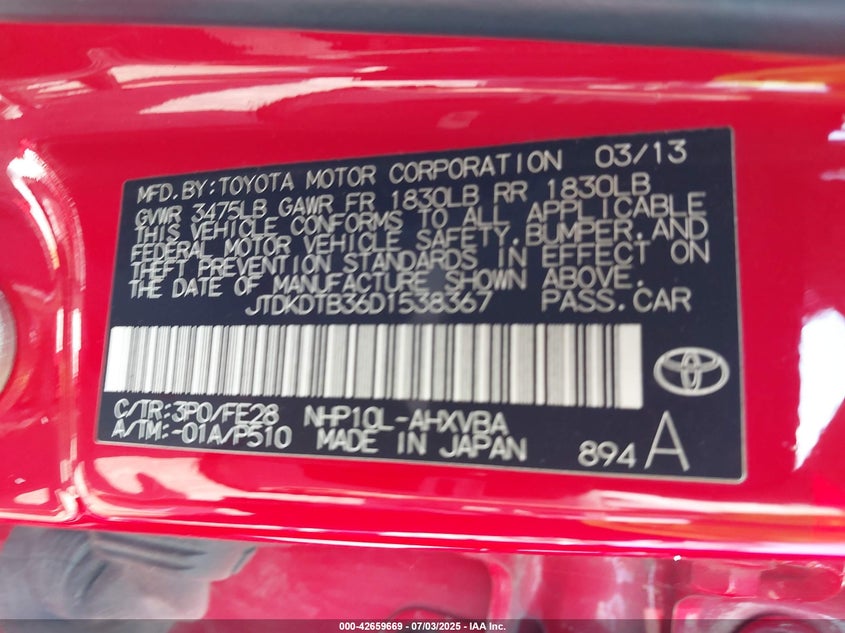 MFD.BY:TOYOTA MOTOR CORPORATION 03/13
GVWR 3475LB GAWR FR 1830LB RR 1830LB
THIS VEHICLE CONFORMS TO ALL APPLICABLE
FEDERAL MOTOR VEHICLE SAFETY,BUMPER,AND
THEFT PREVENTION STANDARDS IN EFFECT ON
THE DATE OF MANUFACTURE SHOWN ABOVE.
JTDKDTB36D1538367 PASS.CAR
C/TR:3P0/FE28 NHP10L-AHXVBA
A/TM:-01A/P510 MADE IN JAPAN 894 A
000-42659669 - 07/03/2025 - IAA, Inc.